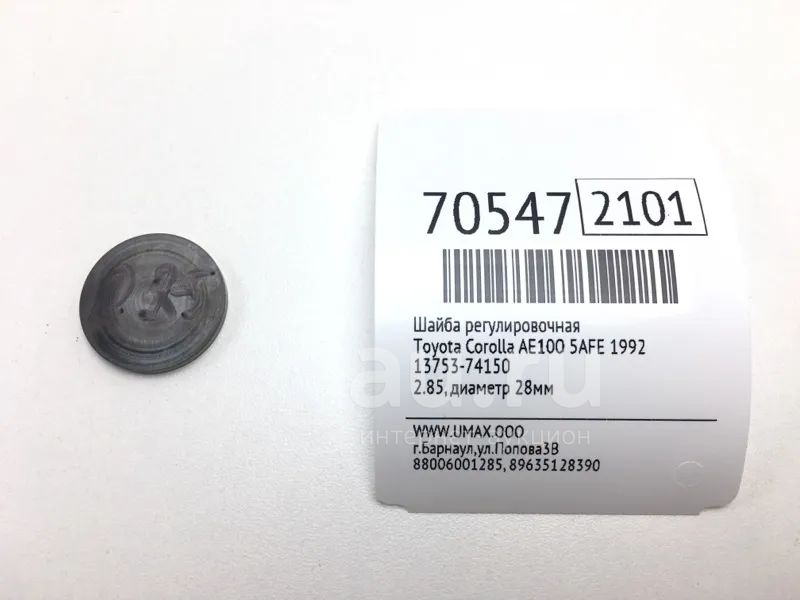 70547 2101
Шайба регулировочная
Toyota Corolla AE100 5AFE 1992
13753-74150
2.85, диаметр 28мм
WWW.UMAX.OOO
г.Барнаул,ул.Попова3В
88006001285, 89635128390